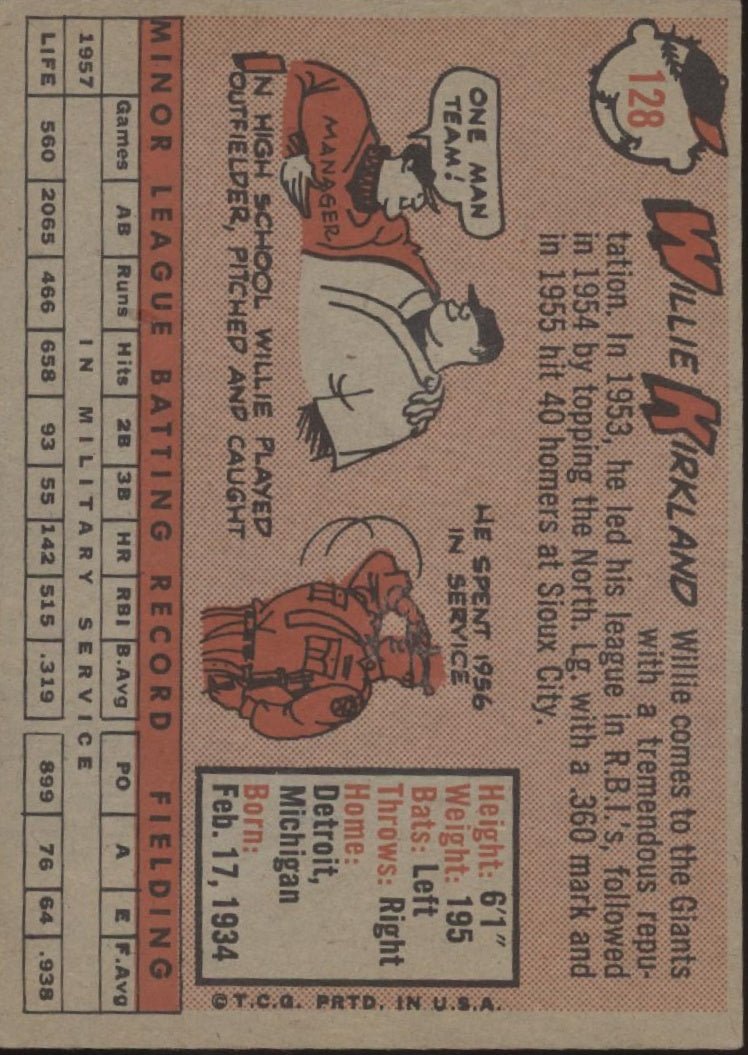 128
WILLIE KIRKLAND Willie comes to the Giants
with a tremendous repu-
tation. In 1953, he led his league in R.B.I.'s, followed
in 1954 by topping the North. Lg. with a .360 mark and
in 1955 hit 40 homers at Sioux City.
ONE MAN
TEAM!
MANAGER
IN HIGH SCHOOL WILLIE PLAYED
OUTFIELDER, PITCHED AND CAUGHT
HE SPENT 1956
IN SERVICE
Height: 6'1"
Weight: 195
Bats: Left
Throws: Right
Home:
Detroit,
Michigan
Born:
Feb. 17, 1934
©T.C.G. PRTD. IN U.S.A.
MINOR LEAGUE BATTING RECORD FIELDING
Games AB Runs Hits 2B 3B HR RBI B.Avg PO A E F.Avg
1957 IN MILITARY SERVICE
LIFE 560 2065 466 658 93 55 142 515 .319 899 76 64 .938